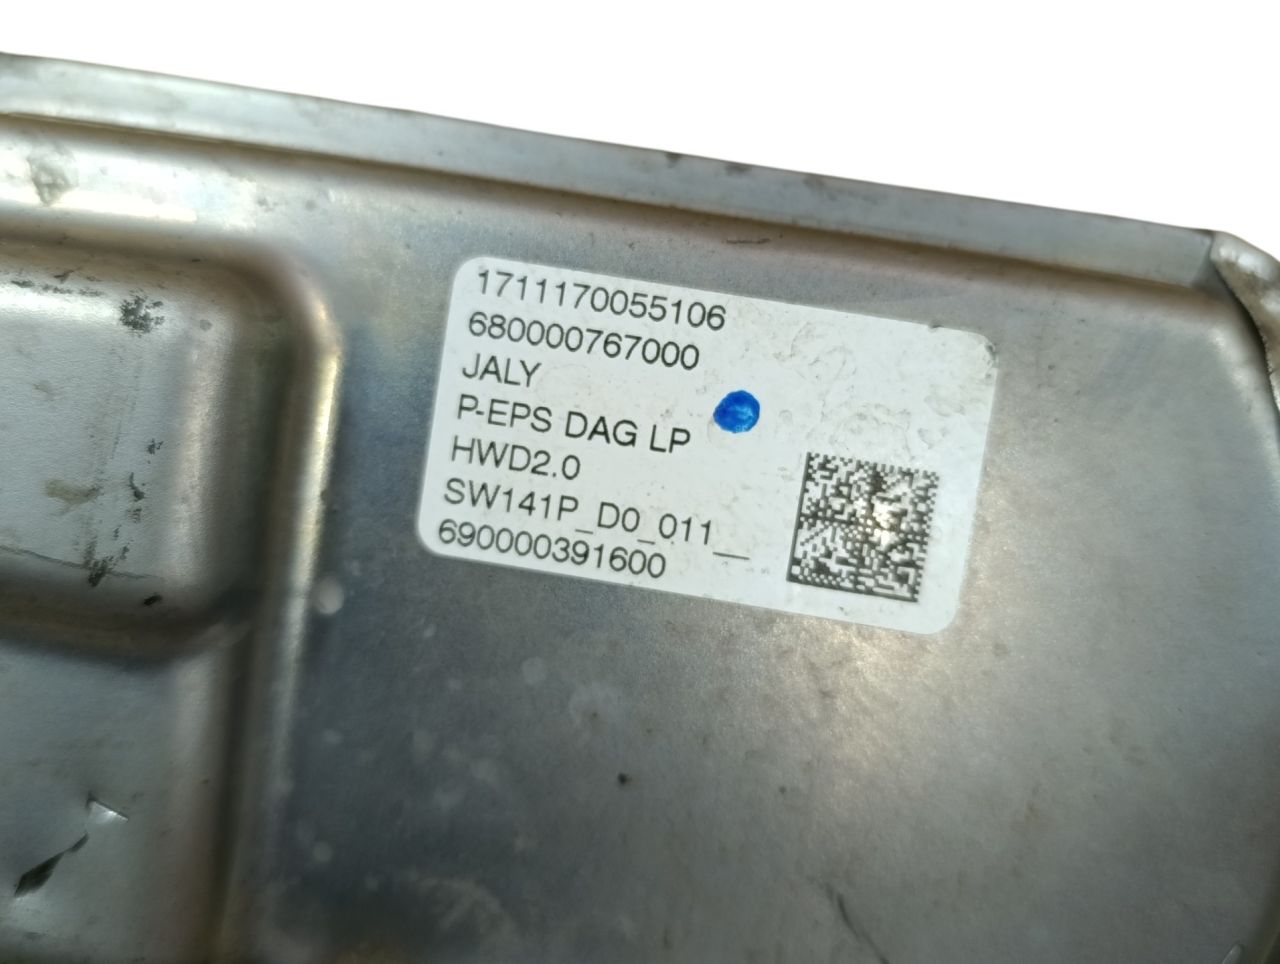 1711170055106
680000767000
JALY
P-EPS DAG LP
HWD2.0
SW141P_D0_011__
690000391600